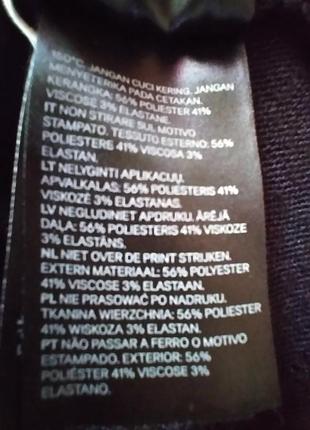 150°C. JANGAN CUCI KERING. JANGAN
MENYETERIKA PADA CETAKAN.
KERANGKA: 56% POLIESTER 41%
VISCOSE 3% ELASTAN.
IT NON STIRARE SUL MOTIVO
STAMPATO. TESSUTO ESTERNO: 56%
POLIESTERE 41% VISCOSA 3%
ELASTAN.
LT NELYGINTI APLIKACIJŲ.
APVALKALAS: 56% POLIESTERIS 41%
VISKOZĖ 3% ELASTANAS.
LV NEGLUDINIET APDRUKU. ĀRĒJĀ
DAĻA: 56% POLIESTERIS 41% VISKOZE
3% ELASTĀNS.
NL NIET OVER DE PRINT STRIJKEN.
EXTERN MATERIAAL: 56% POLYESTER
41% VISCOSE 3% ELASTAAN.
PL NIE PRASOWAĆ PO NADRUKU.
TKANINA WIERZCHNIA: 56% POLIESTER
41% WISKOZA 3% ELASTAN.
PT NÃO PASSAR A FERRO O MOTIVO
ESTAMPADO. EXTERIOR: 56%
POLIÉSTER 41% VISCOSE 3%
ELASTANO.